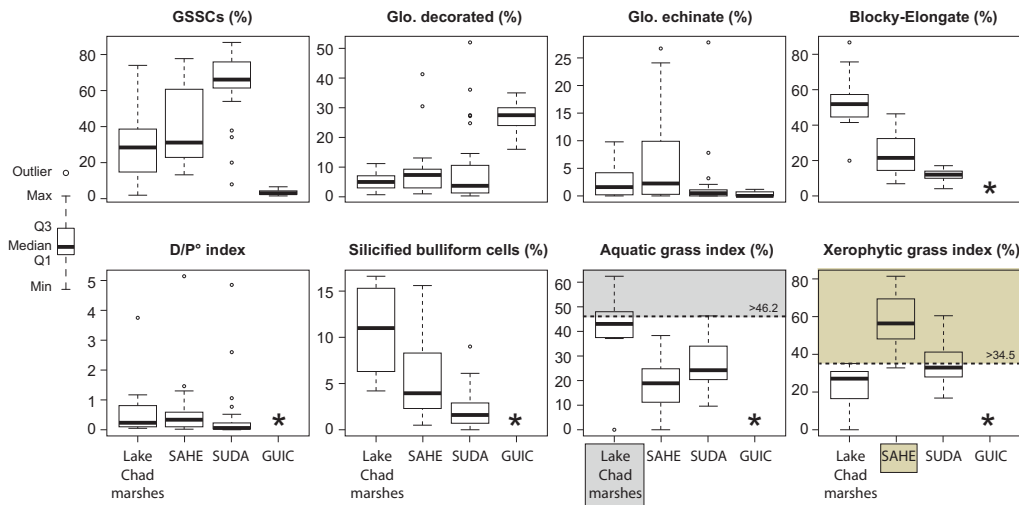 GSSCs (%)
Glo. decorated (%)
Glo. echinate (%)
Blocky-Elongate (%)
80
60
40
20
0
50
40
30
20
10
0
25
20
15
10
5
0
80
60
40
20
0
*
Outlier
Max
Q3
Median
Q1
Min
D/P° index
Silicified bulliform cells (%)
Aquatic grass index (%)
Xerophytic grass index (%)
5
4
3
2
1
0
*
15
10
5
0
*
60
50
40
30
20
10
0
>46.2
*
80
60
40
20
0
>34.5
*
Lake
Chad
marshes
SAHE
SUDA
GUIC
Lake
Chad
marshes
SAHE
SUDA
GUIC
Lake
Chad
marshes
SAHE
SUDA
GUIC
Lake
Chad
marshes
SAHE
SUDA
GUIC